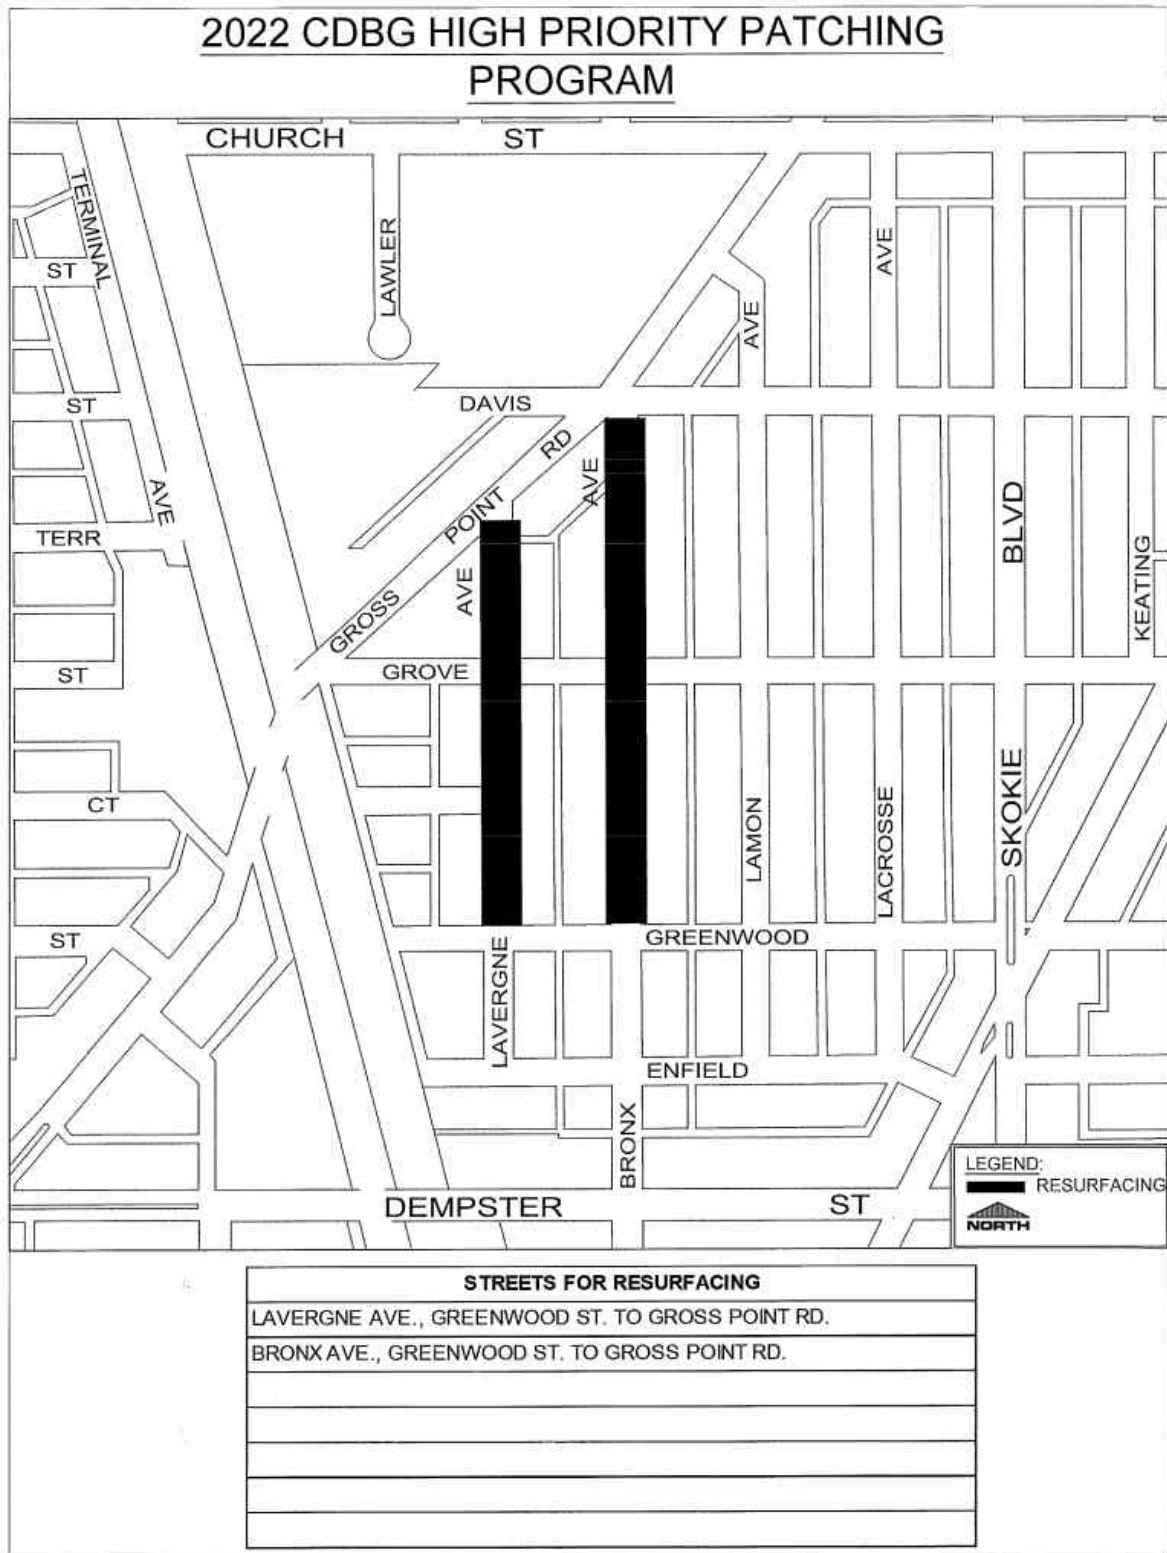 2022 CDBG HIGH PRIORITY PATCHING
PROGRAM
CHURCH ST
TERMINAL
ST
LAWLER
AVE
AVE
ST
DAVIS
RD
AVE
POINT
AVE
BLVD
TERR
AVE
KEATING
GROSS
ST
GROVE
CT
LAMON
LACROSSE
SKOKIE
ST
GREENWOOD
LAVERGNE
ENFIELD
BRONX
DEMPSTER ST
LEGEND:
RESURFACING
NORTH
STREETS FOR RESURFACING
LAVERGNE AVE., GREENWOOD ST. TO GROSS POINT RD.
BRONX AVE., GREENWOOD ST. TO GROSS POINT RD.